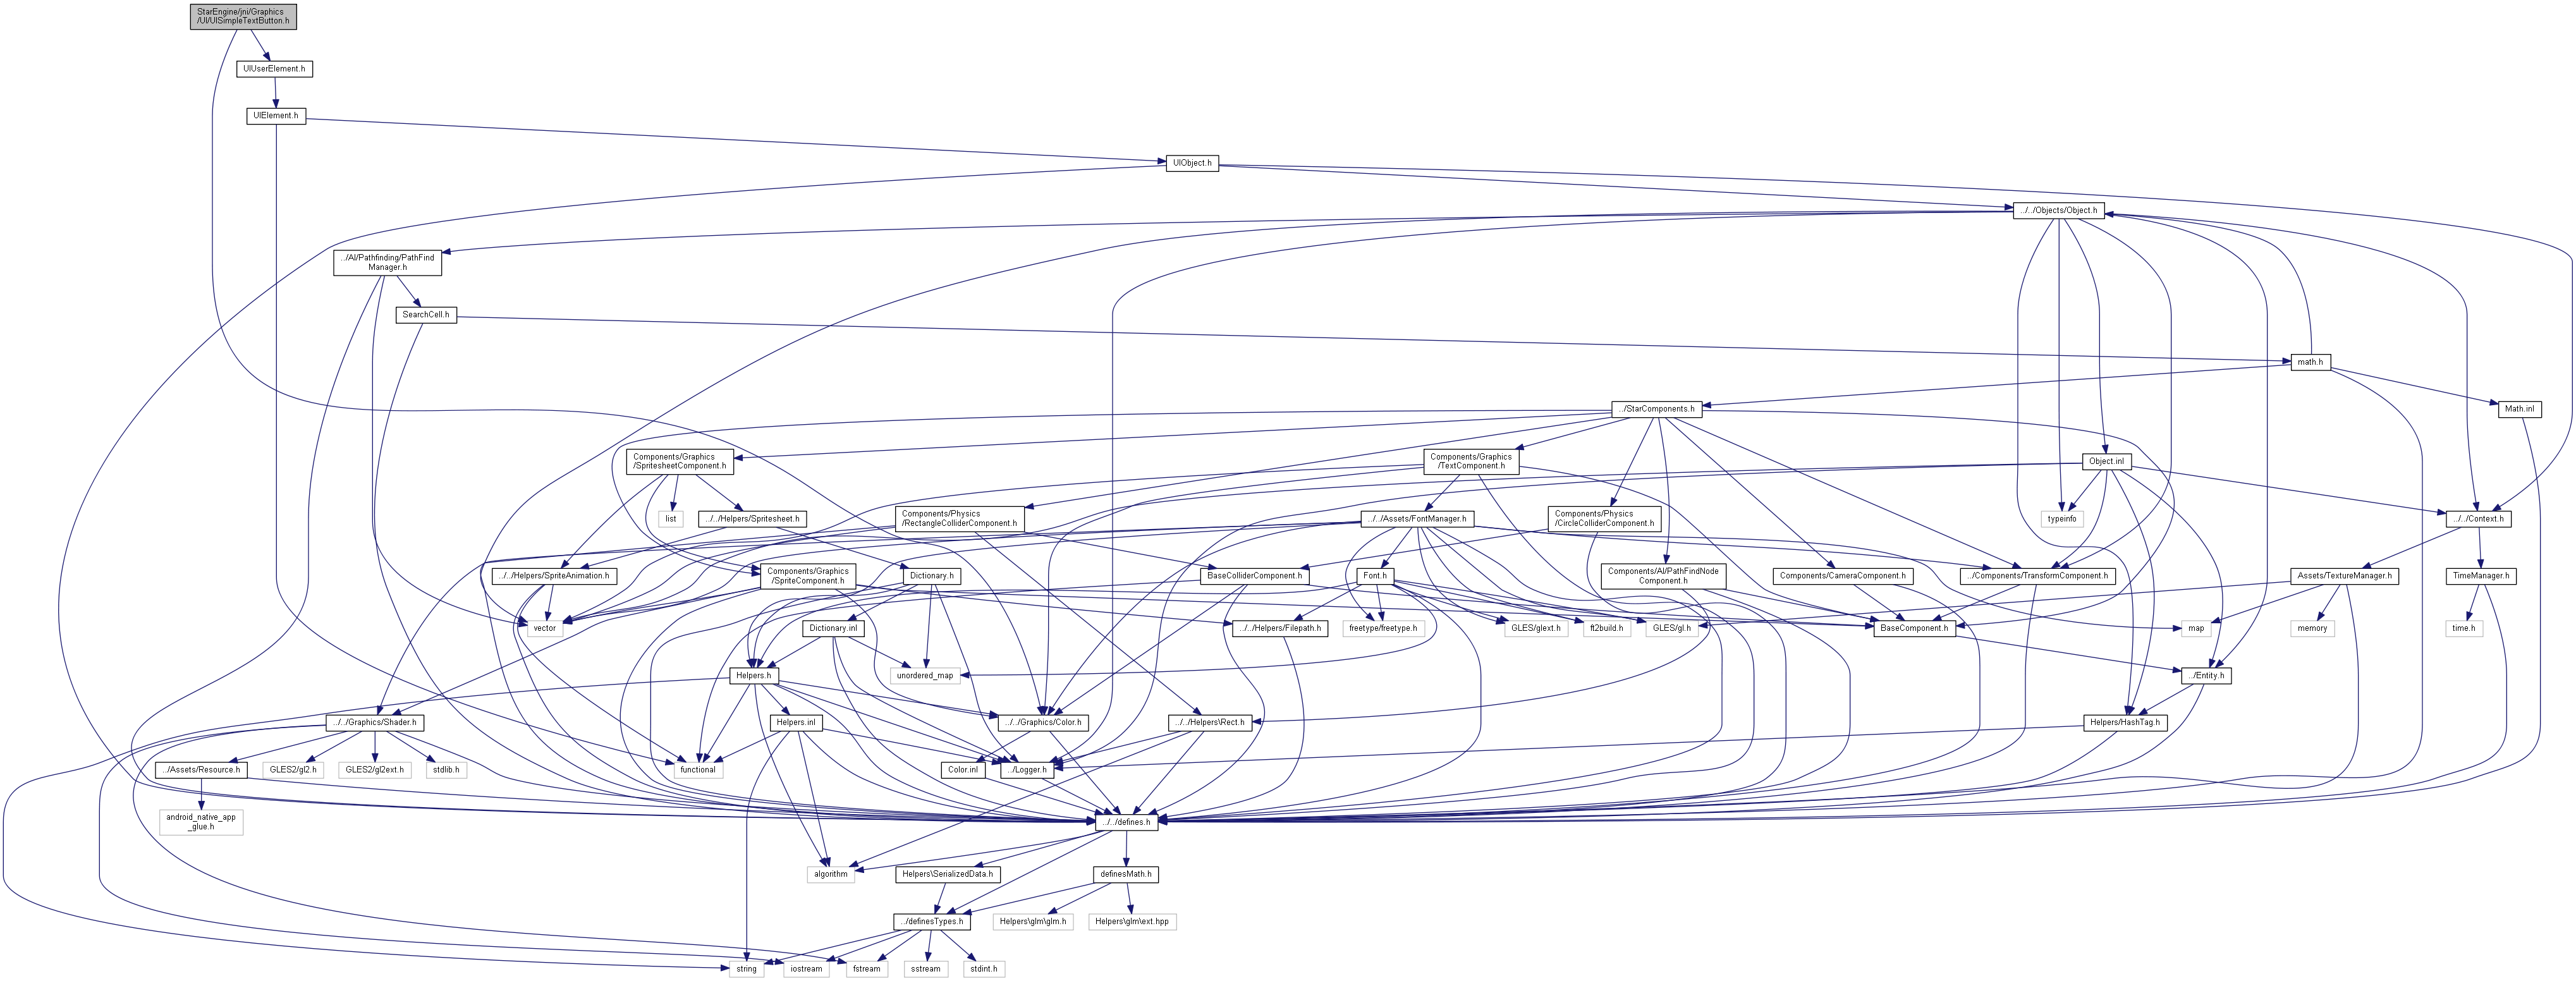 StarEngine/jni/Graphics
/UI/UISimpleTextButton.h
UIUserElement.h
UIElement.h
UIObject.h
../../Objects/Object.h
../AI/Pathfinding/PathFind
Manager.h
SearchCell.h
math.h
../StarComponents.h
Math.inl
Components/Graphics
/SpritesheetComponent.h
Components/Graphics
/TextComponent.h
Object.inl
list
../../Helpers/Spritesheet.h
Components/Physics
/RectangleColliderComponent.h
../../Assets/FontManager.h
Components/Physics
/CircleColliderComponent.h
typeinfo
../../Context.h
../../Helpers/SpriteAnimation.h
Components/Graphics
/SpriteComponent.h
Dictionary.h
BaseColliderComponent.h
Font.h
Components/AI/PathFindNode
Component.h
Components/CameraComponent.h
../Components/TransformComponent.h
Assets/TextureManager.h
TimeManager.h
vector
Dictionary.inl
../../Helpers/Filepath.h
freetype/freetype.h
GLES/glext.h
ft2build.h
GLES/gl.h
BaseComponent.h
map
memory
time.h
Helpers.h
unordered_map
../Entity.h
../../Graphics/Shader.h
Helpers.inl
../../Graphics/Color.h
../../Helpers\Rect.h
Helpers/HashTag.h
../Assets/Resource.h
GLES2/gl2.h
GLES2/gl2ext.h
stdlib.h
functional
Color.inl
../Logger.h
android_native_app
_glue.h
../../defines.h
algorithm
Helpers\SerializedData.h
definesMath.h
../definesTypes.h
Helpers\glm\glm.h
Helpers\glm\ext.hpp
string
iostream
fstream
sstream
stdint.h